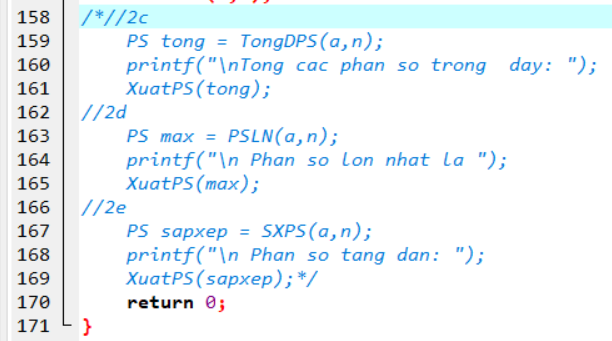 158 /*//2c
159 PS tong = TongDPS(a,n);
160 printf("\nTong cac phan so trong  day: ");
161 XuatPS(tong);
162 //2d
163 PS max = PSLN(a,n);
164 printf("\n Phan so lon nhat la ");
165 XuatPS(max);
166 //2e
167 PS sapxep = SXPS(a,n);
168 printf("\n Phan so tang dan: ");
169 XuatPS(sapxep);*/
170 return 0;
171 }